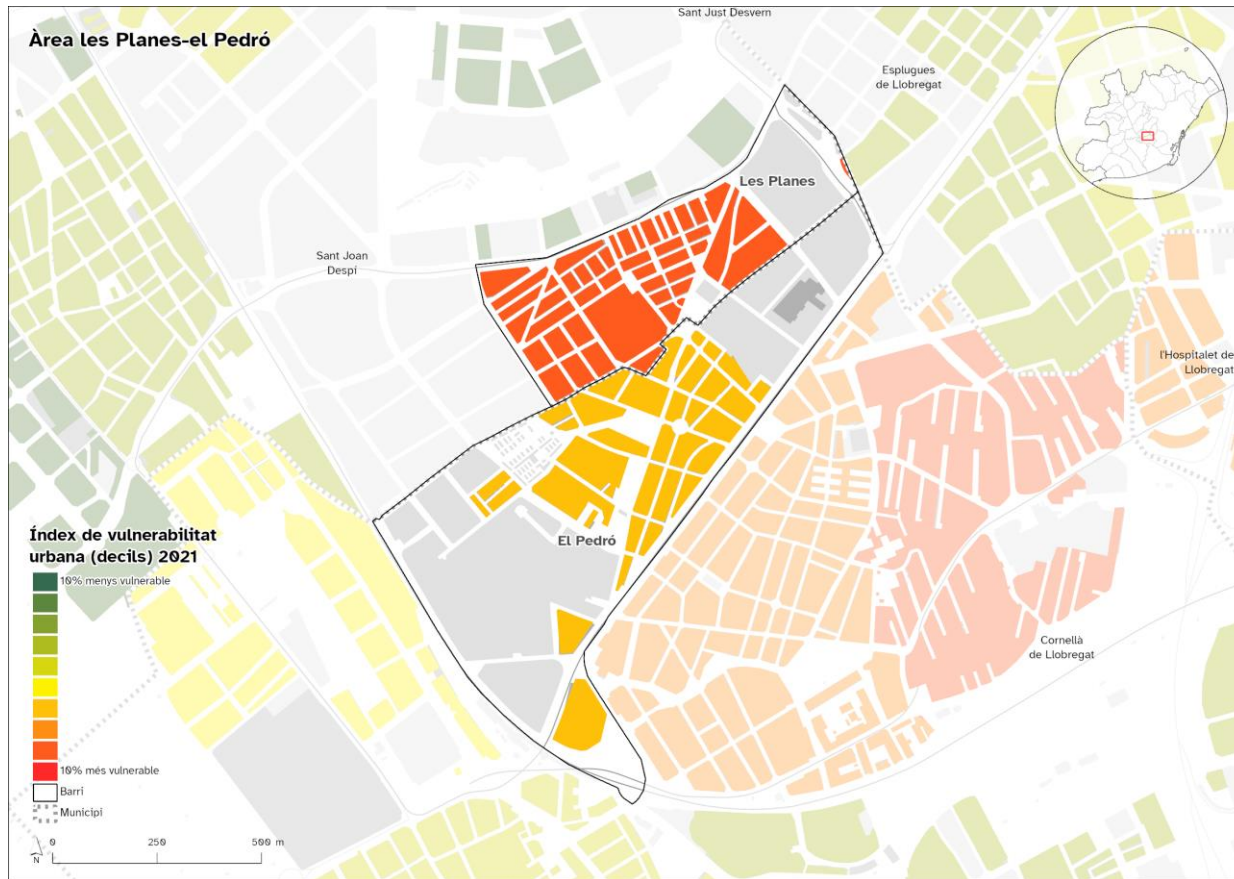 Àrea les Planes-el Pedró
Sant Just Desvern
Esplugues
de Llobregat
Les Planes
Sant Joan
Despí
l'Hospitalet de
Llobregat
El Pedró
Cornellà
de Llobregat
Índex de vulnerabilitat
urbana (decils) 2021
10% menys vulnerable
10% més vulnerable
Barri
Municipi
N
0 250 500 m